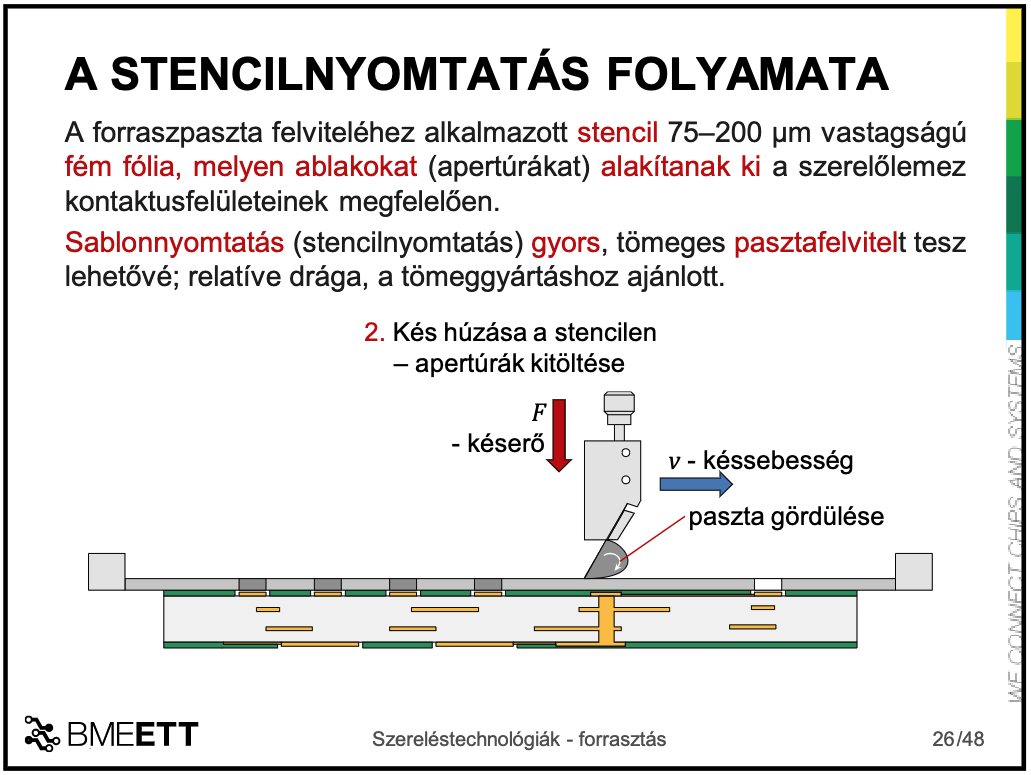 A STENCILNYOMTATÁS FOLYAMATA
A forraszpaszta felviteléhez alkalmazott stencil 75–200 µm vastagságú
fém fólia, melyen ablakokat (apertúrákat) alakítanak ki a szerelőlemez
kontaktusfelületeinek megfelelően.
Sablonnyomtatás (stencilnyomtatás) gyors, tömeges pasztafelvitelt tesz
lehetővé; relatíve drága, a tömeggyártáshoz ajánlott.
2. Kés húzása a stencilen
– apertúrák kitöltése
F
- késerő
v - késsebesség
paszta gördülése
WE CONNECT CHIPS AND SYSTEMS
BMEETT
Szereléstechnológiák - forrasztás
26/48